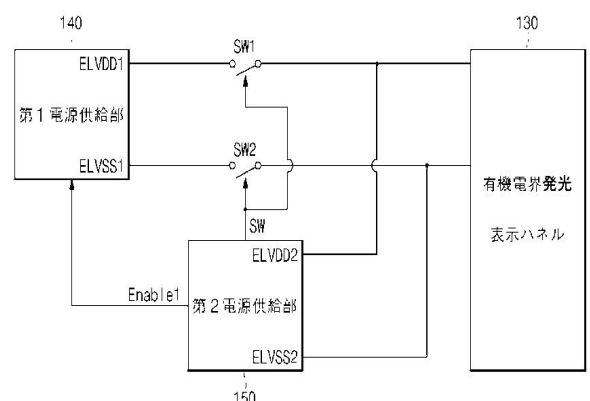 140
SW1
130
ELVDD1
第1電源供給部
ELVSS1
SW2
有機電界発光
表示ハネル
SW
ELVDD2
Enable1
第2電源供給部
ELVSS2
150